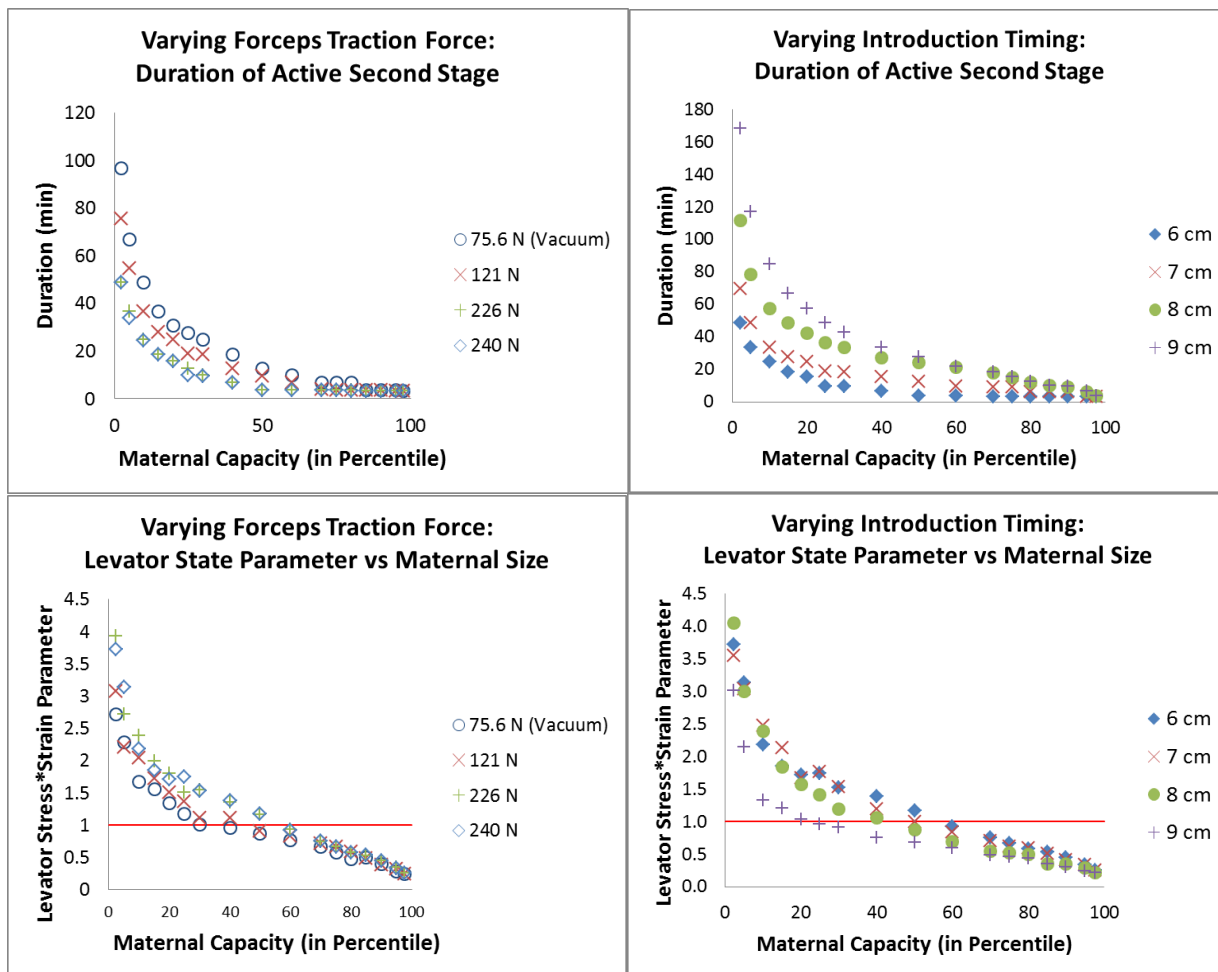 Varying Forceps Traction Force:
Duration of Active Second Stage
120
100
80
60
40
20
0
Duration (min)
0 50 100
Maternal Capacity (in Percentile)
75.6 N (Vacuum)
121 N
226 N
240 N
Varying Introduction Timing:
Duration of Active Second Stage
180
160
140
120
100
80
60
40
20
0
Duration (min)
0 20 40 60 80 100
Maternal Capacity (in Percentile)
6 cm
7 cm
8 cm
9 cm
Varying Forceps Traction Force:
Levator State Parameter vs Maternal Size
4.5
4
3.5
3
2.5
2
1.5
1
0.5
0
Levator Stress*Strain Parameter
0 20 40 60 80 100
Maternal Capacity (in Percentile)
75.6 N (Vacuum)
121 N
226 N
240 N
Varying Introduction Timing:
Levator State Parameter vs Maternal Size
4.5
4.0
3.5
3.0
2.5
2.0
1.5
1.0
0.5
0.0
Levator Stress*Strain Parameter
0 20 40 60 80 100
Maternal Capacity (in Percentile)
6 cm
7 cm
8 cm
9 cm